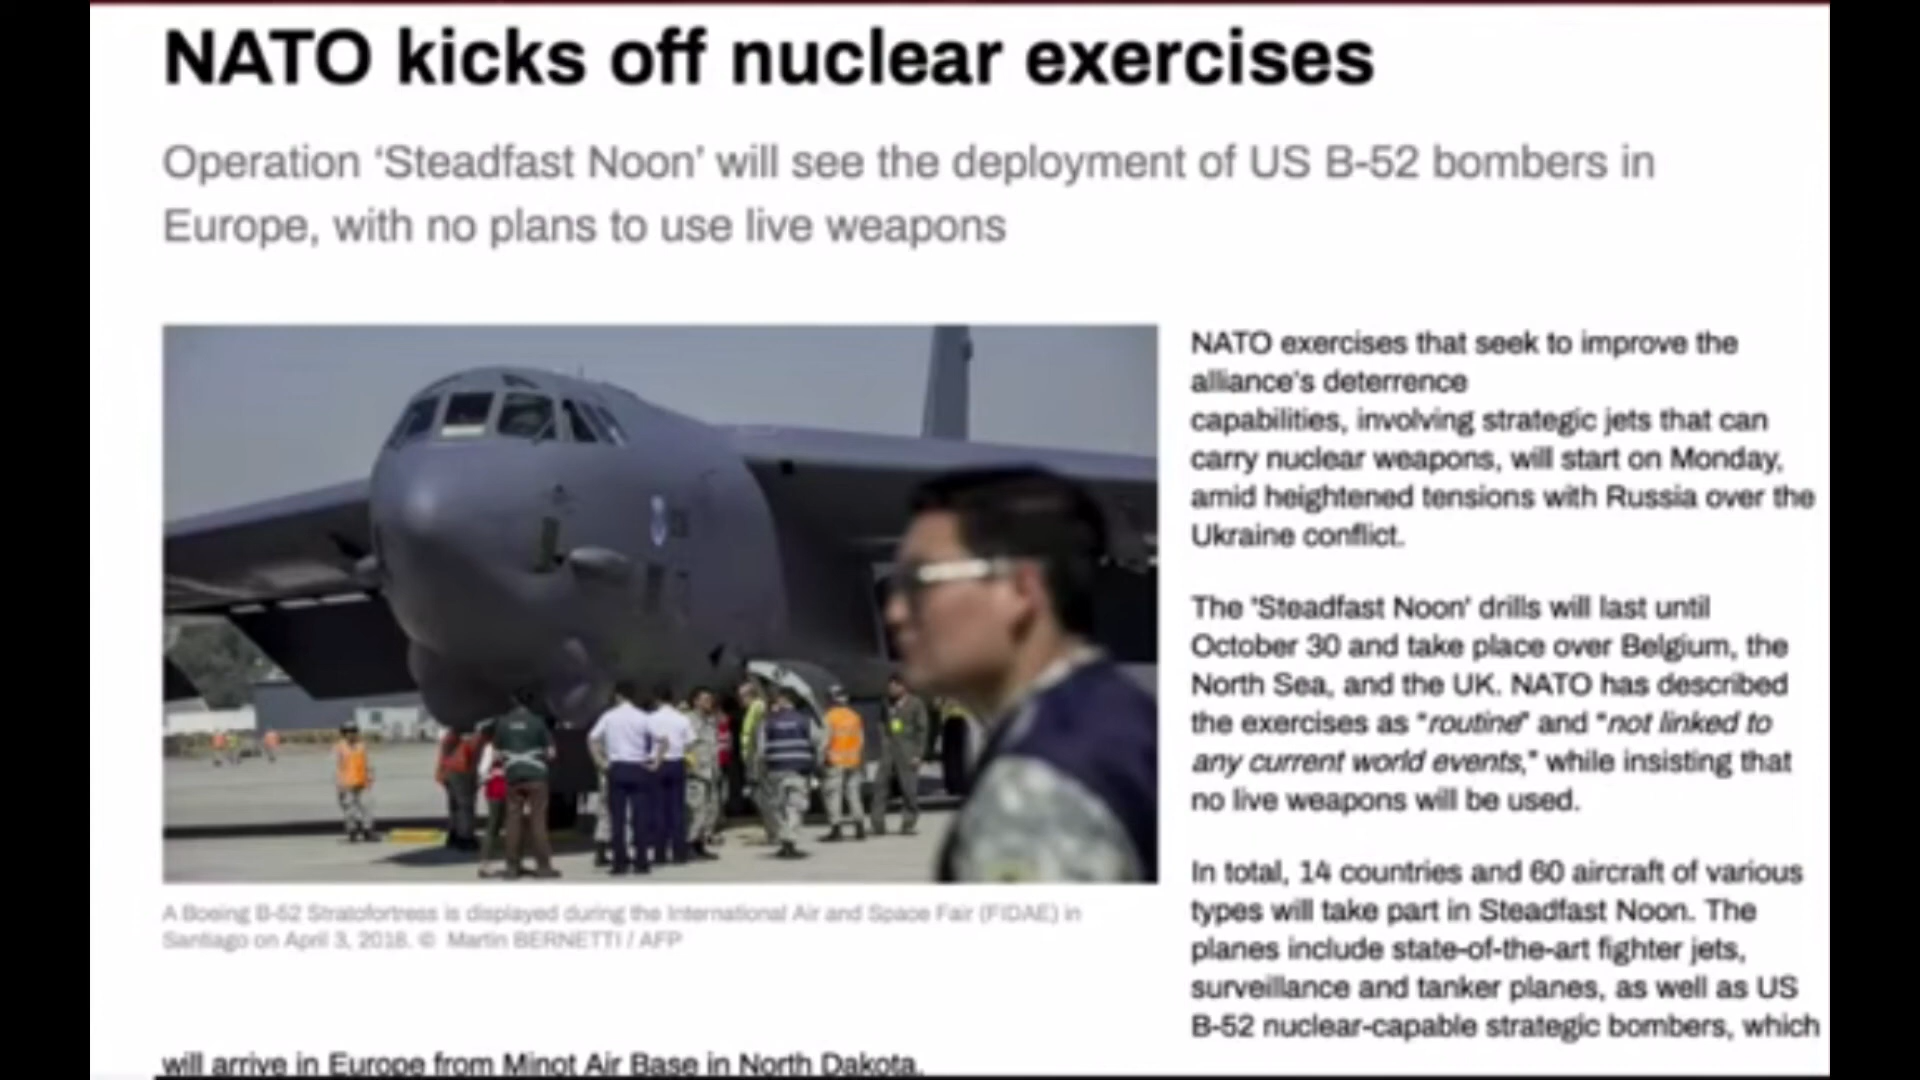 NATO kicks off nuclear exercises
Operation ‘Steadfast Noon’ will see the deployment of US B-52 bombers in
Europe, with no plans to use live weapons
NATO exercises that seek to improve the
alliance's deterrence
capabilities, involving strategic jets that can
carry nuclear weapons, will start on Monday,
amid heightened tensions with Russia over the
Ukraine conflict.
The 'Steadfast Noon' drills will last until
October 30 and take place over Belgium, the
North Sea, and the UK. NATO has described
the exercises as “routine” and “not linked to
any current world events,” while insisting that
no live weapons will be used.
In total, 14 countries and 60 aircraft of various
types will take part in Steadfast Noon. The
planes include state-of-the-art fighter jets,
surveillance and tanker planes, as well as US
B-52 nuclear-capable strategic bombers, which
will arrive in Europe from Minot Air Base in North Dakota.
A Boeing B-52 Stratofortress is displayed during the International Air and Space Fair (FIDAE) in
Santiago on April 3, 2018. © Martin BERNETTI / AFP